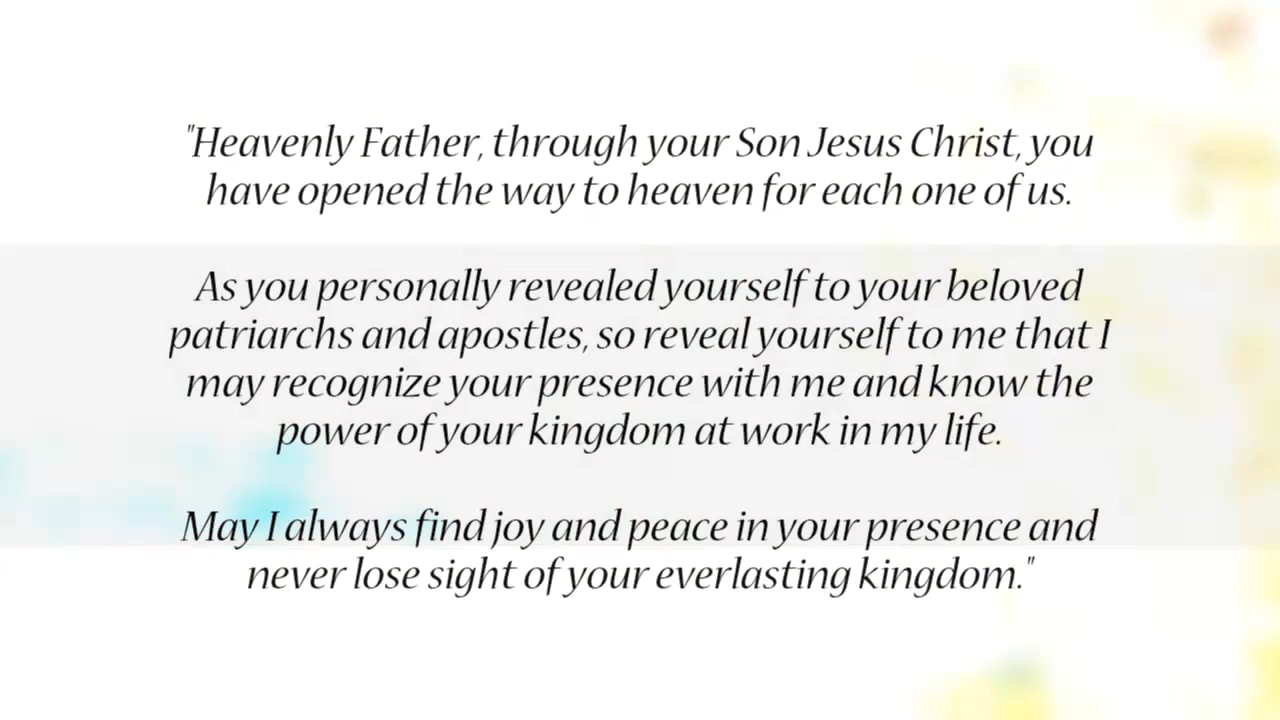 "Heavenly Father, through your Son Jesus Christ, you
have opened the way to heaven for each one of us.
As you personally revealed yourself to your beloved
patriarchs and apostles, so reveal yourself to me that I
may recognize your presence with me and know the
power of your kingdom at work in my life.
May I always find joy and peace in your presence and
never lose sight of your everlasting kingdom."